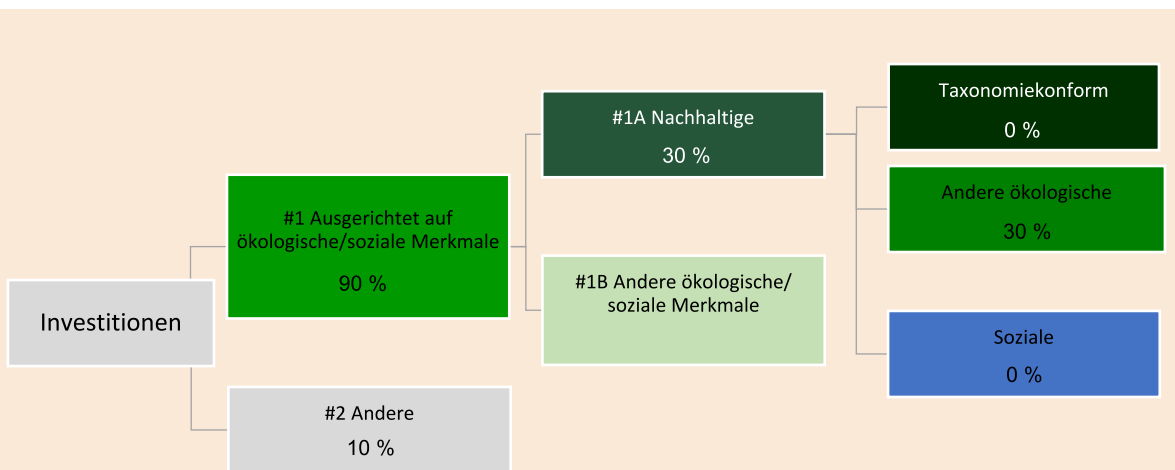 Investitionen
#1 Ausgerichtet auf
ökologische/soziale Merkmale
90 %
#2 Andere
10 %
#1A Nachhaltige
30 %
#1B Andere ökologische/
soziale Merkmale
Taxonomiekonform
0 %
Andere ökologische
30 %
Soziale
0 %